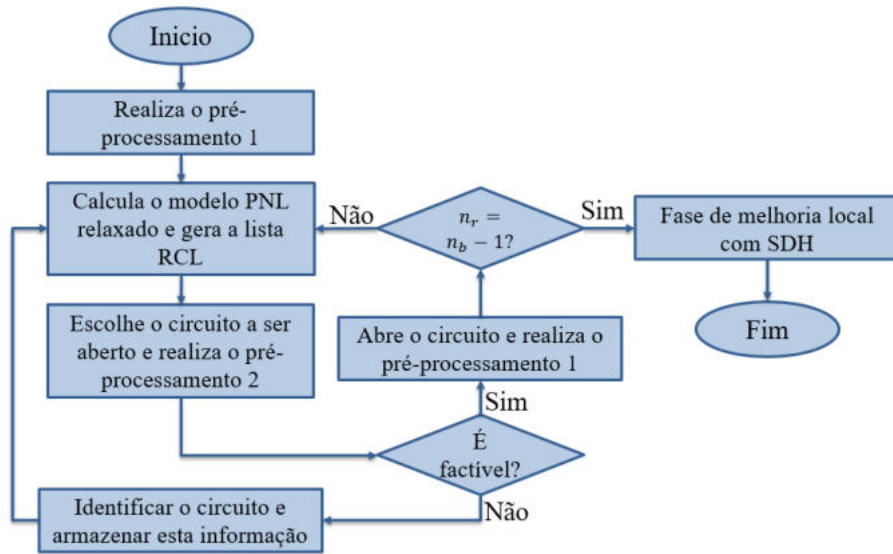 Inicio
Realiza o pré-
processamento 1
Calcula o modelo PNL
relaxado e gera a lista
RCL
Escolhe o circuito a ser
aberto e realiza o pré-
processamento 2
É
factível?
Não
Identificar o circuito e
armazenar esta informação
Sim
Abre o circuito e realiza o
pré-processamento 1
n_r =
n_b − 1?
Não
Sim
Fase de melhoria local
com SDH
Fim